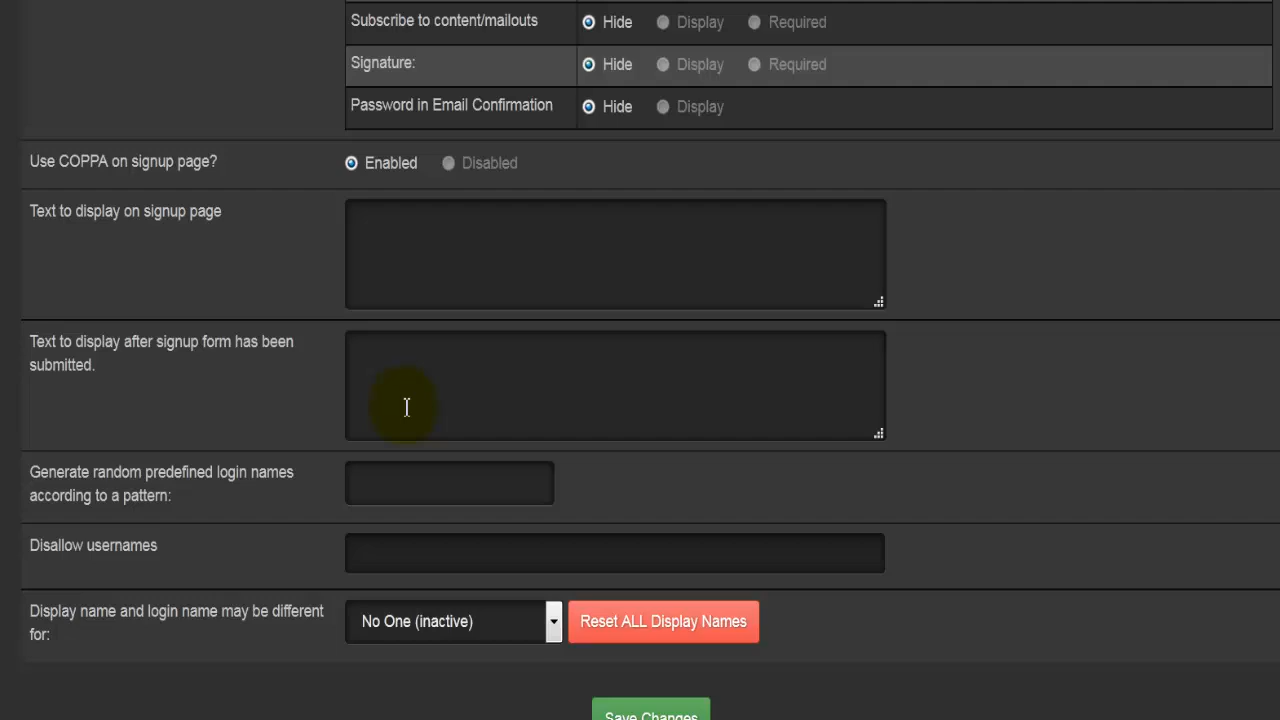 Subscribe to content/mailouts Hide Display Required
Signature: Hide Display Required
Password in Email Confirmation Hide Display
Use COPPA on signup page? Enabled Disabled
Text to display on signup page
Text to display after signup form has been
submitted.
Generate random predefined login names
according to a pattern:
Disallow usernames
Display name and login name may be different
for:
No One (inactive) Reset ALL Display Names
Save Changes